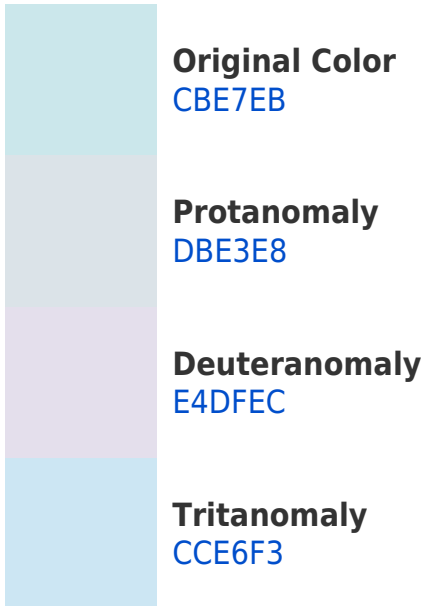 Original Color
CBE7EB
Protanomaly
DBE3E8
Deuteranomaly
E4DFEC
Tritanomaly
CCE6F3